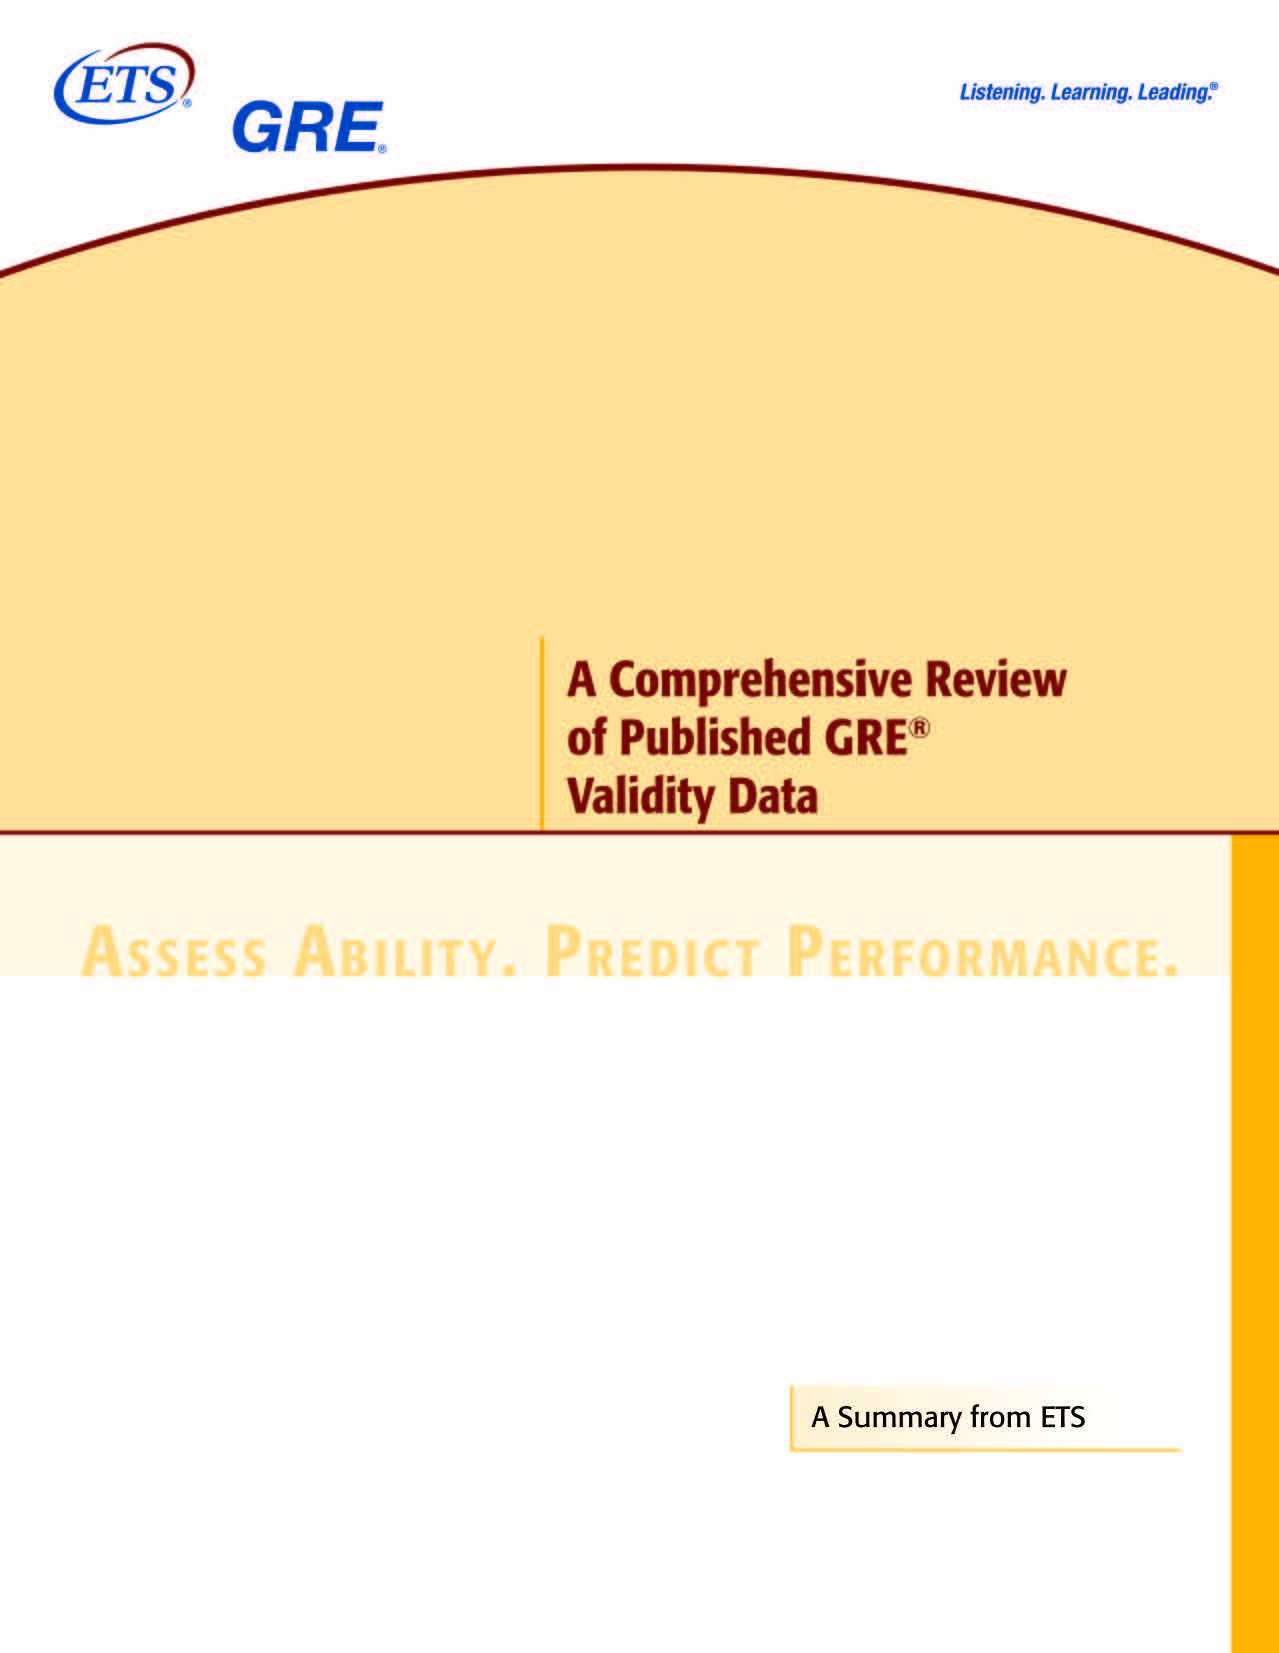 ETS®
GRE®
Listening. Learning. Leading.®
A Comprehensive Review
of Published GRE®
Validity Data
ASSESS ABILITY. PREDICT PERFORMANCE.
A Summary from ETS